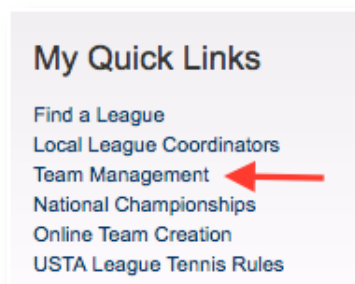 My Quick Links
Find a League
Local League Coordinators
Team Management
National Championships
Online Team Creation
USTA League Tennis Rules